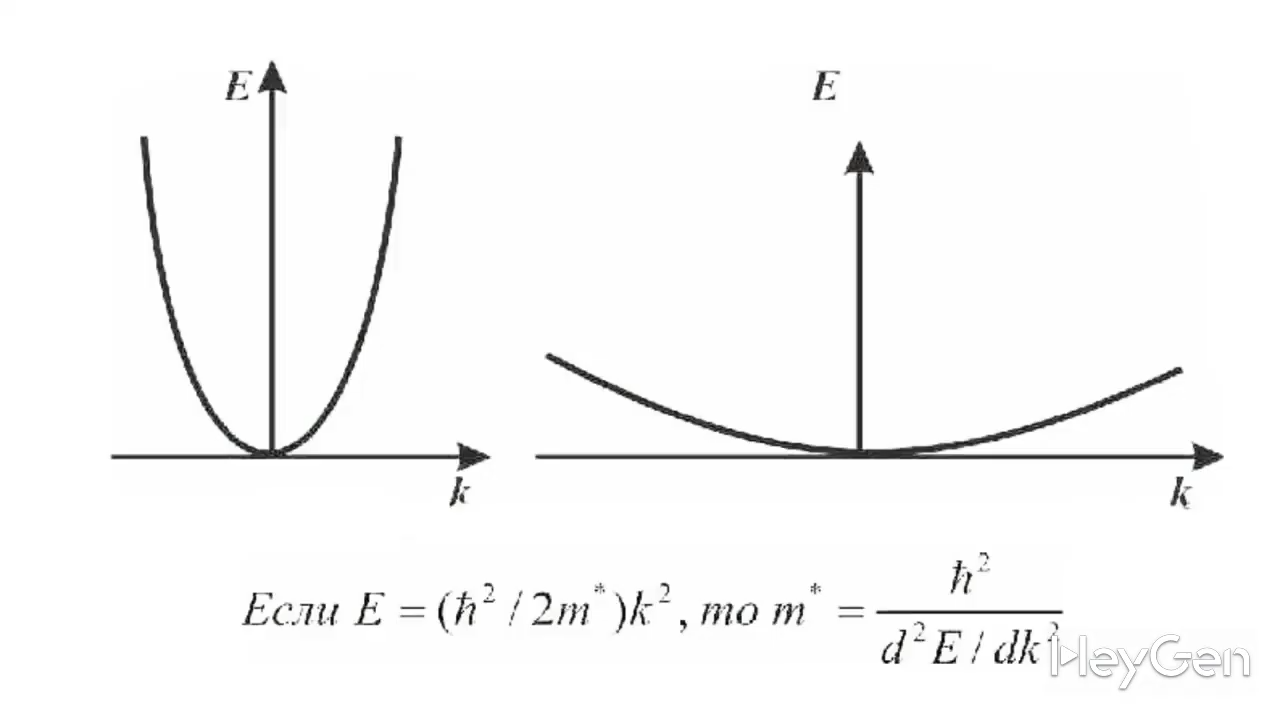 E
E
k
k
Если E = (ħ² / 2m*)k², то m* = ħ² / d²E / dk²
HeyGen